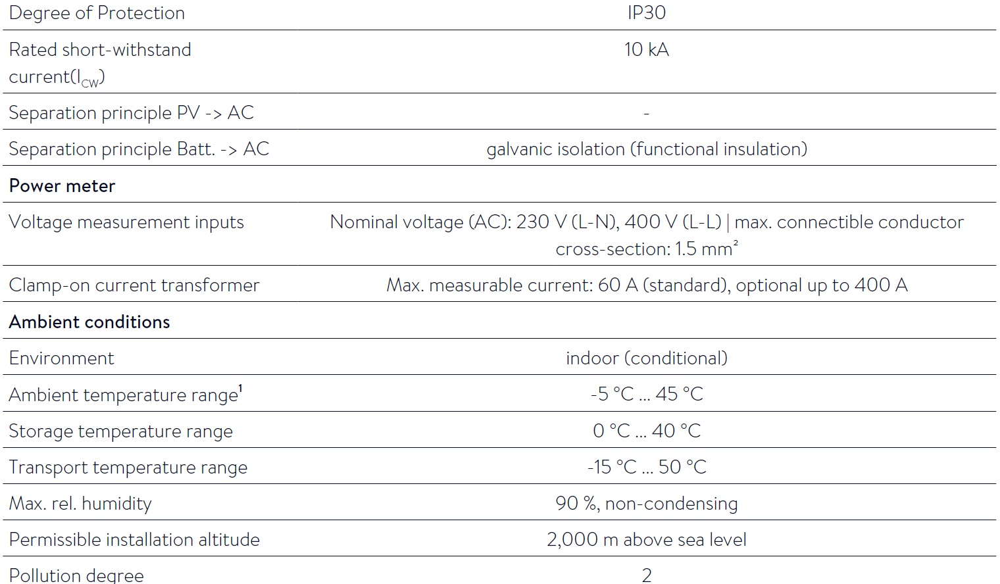 Degree of Protection IP30
Rated short-withstand 10 kA
current(ICW)
Separation principle PV -> AC -
Separation principle Batt. -> AC galvanic isolation (functional insulation)
Power meter
Voltage measurement inputs Nominal voltage (AC): 230 V (L-N), 400 V (L-L) | max. connectible conductor
cross-section: 1.5 mm²
Clamp-on current transformer Max. measurable current: 60 A (standard), optional up to 400 A
Ambient conditions
Environment indoor (conditional)
Ambient temperature range¹ -5 °C ... 45 °C
Storage temperature range 0 °C ... 40 °C
Transport temperature range -15 °C ... 50 °C
Max. rel. humidity 90 %, non-condensing
Permissible installation altitude 2,000 m above sea level
Pollution degree 2